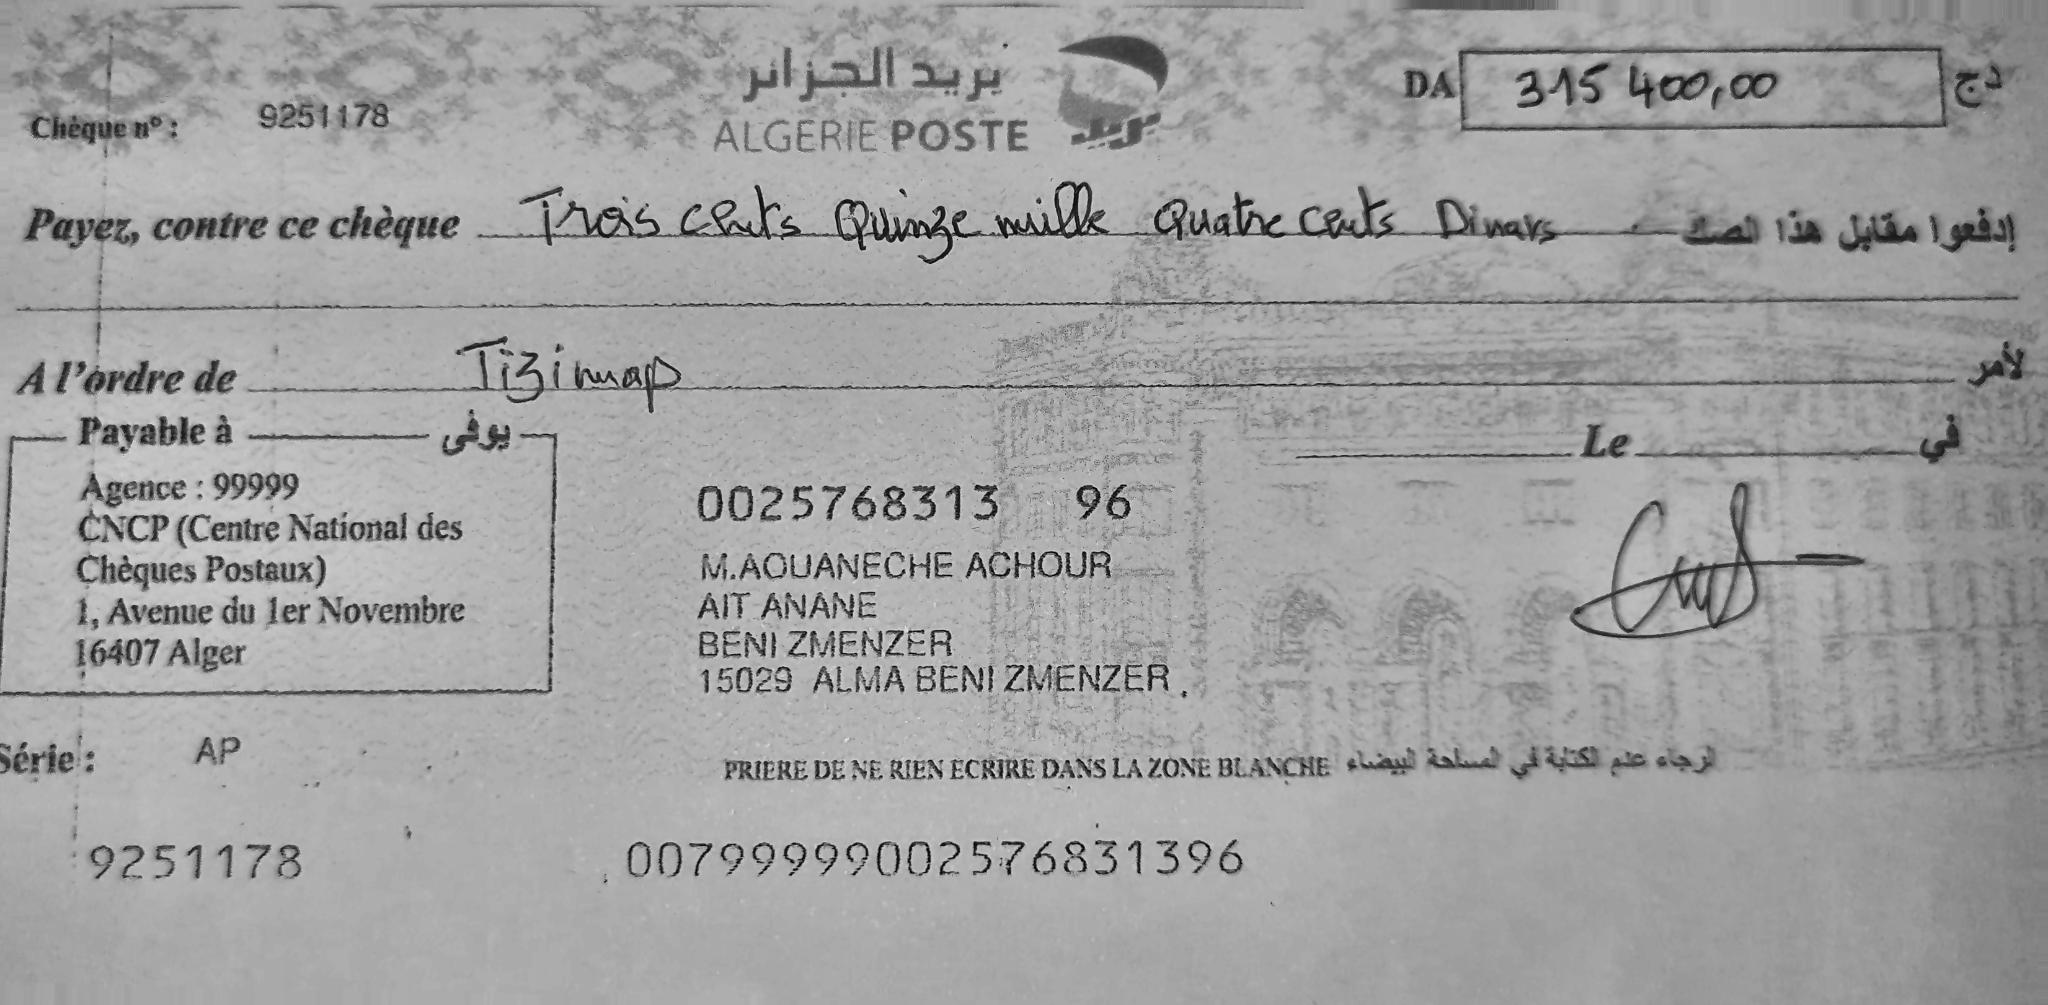 بريد الجزائر
ALGERIE POSTE
بريد
Chèque nº : 9251178
DA 315 400,00 دج
Payez, contre ce chèque Trois cents Quinze mille Quatre cents Dinars إدفعوا مقابل هذا الصك
A l'ordre de Tizimap لأمر
Payable à يوفى
Le في
Agence : 99999
CNCP (Centre National des
Chèques Postaux)
1, Avenue du 1er Novembre
16407 Alger
0025768313 96
M.AOUANECHE ACHOUR
AIT ANANE
BENI ZMENZER
15029 ALMA BENI ZMENZER
Série : AP
PRIERE DE NE RIEN ECRIRE DANS LA ZONE BLANCHE الرجاء عدم الكتابة في المساحة البيضاء
9251178 00799999002576831396